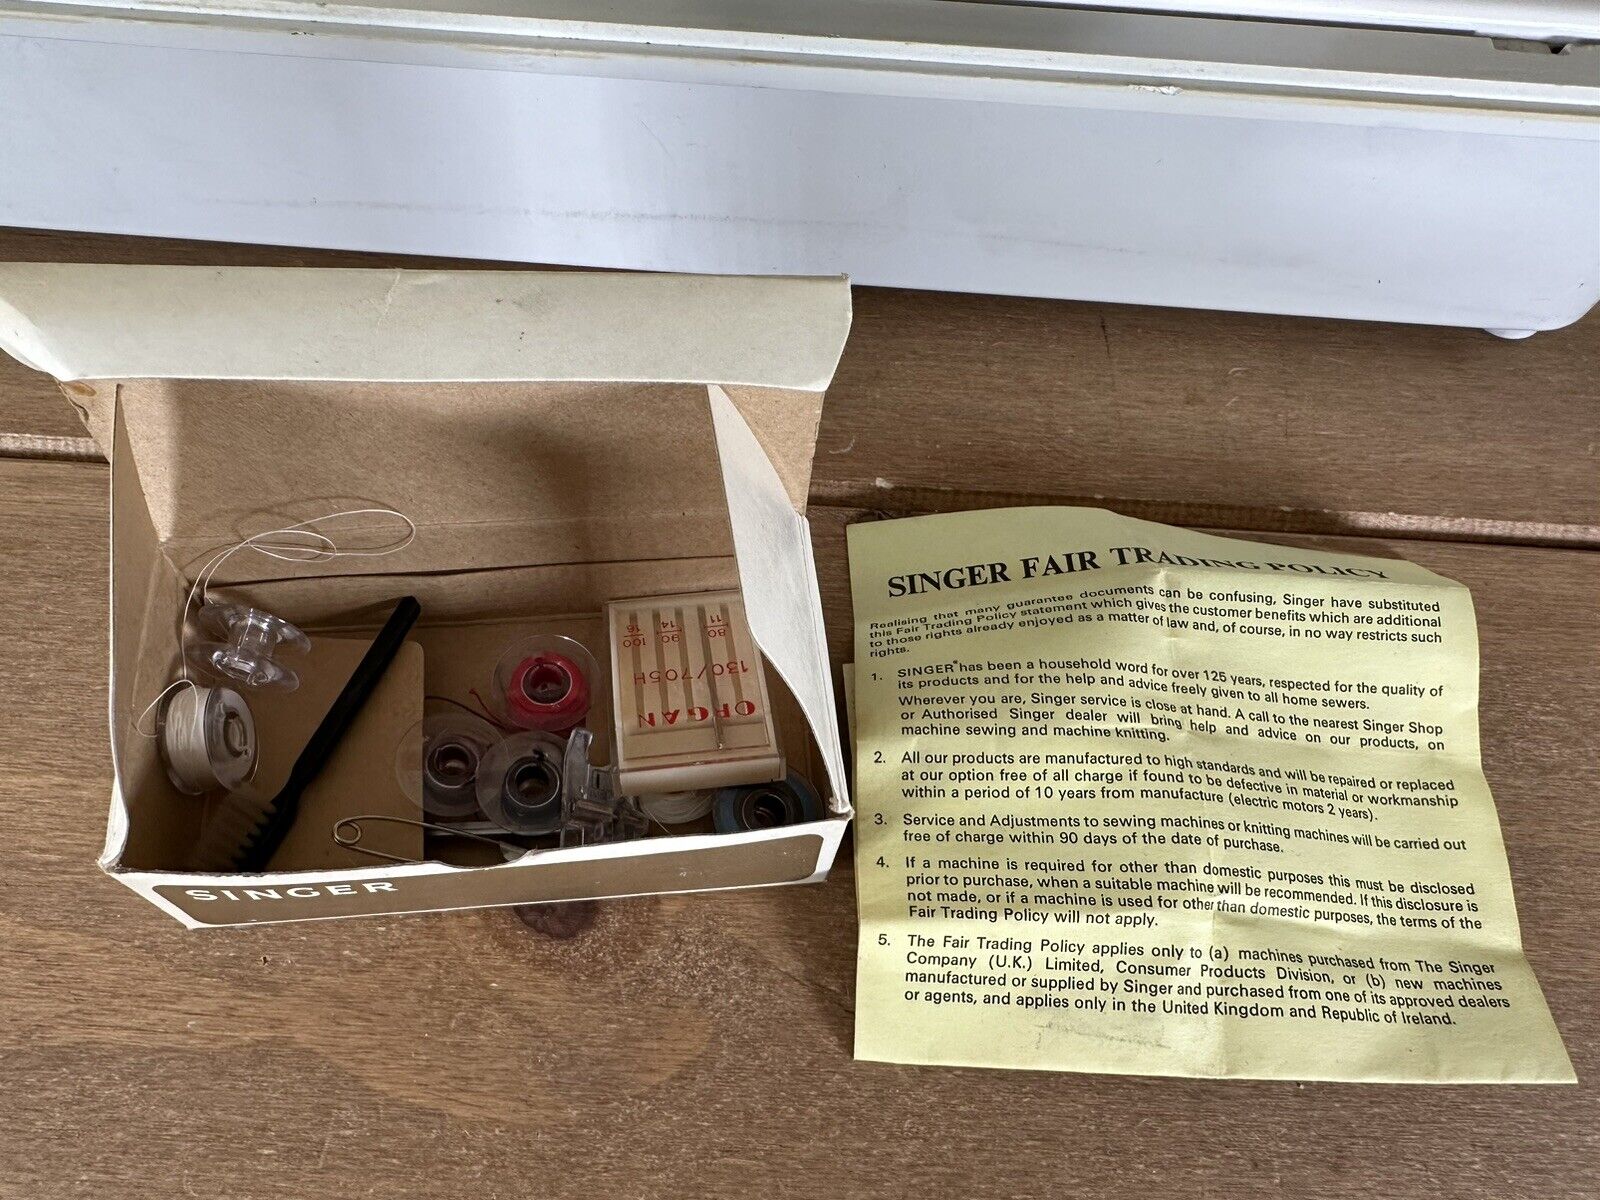 SINGER
80
11
90
14
100
16
130/705H
ORGAN
SINGER FAIR TRADING POLICY
Realising that many guarantee documents can be confusing, Singer have substituted
this Fair Trading Policy statement which gives the customer benefits which are additional
to those rights already enjoyed as a matter of law and, of course, in no way restricts such
rights.
1. SINGER* has been a household word for over 125 years, respected for the quality of
its products and for the help and advice freely given to all home sewers.
Wherever you are, Singer service is close at hand. A call to the nearest Singer Shop
or Authorised Singer dealer will bring help and advice on our products, on
machine sewing and machine knitting.
2. All our products are manufactured to high standards and will be repaired or replaced
at our option free of all charge if found to be defective in material or workmanship
within a period of 10 years from manufacture (electric motors 2 years).
3. Service and Adjustments to sewing machines or knitting machines will be carried out
free of charge within 90 days of the date of purchase.
4. If a machine is required for other than domestic purposes this must be disclosed
prior to purchase, when a suitable machine will be recommended. If this disclosure is
not made, or if a machine is used for other than domestic purposes, the terms of the
Fair Trading Policy will not apply.
5. The Fair Trading Policy applies only to (a) machines purchased from The Singer
Company (U.K.) Limited, Consumer Products Division, or (b) new machines
manufactured or supplied by Singer and purchased from one of its approved dealers
or agents, and applies only in the United Kingdom and Republic of Ireland.